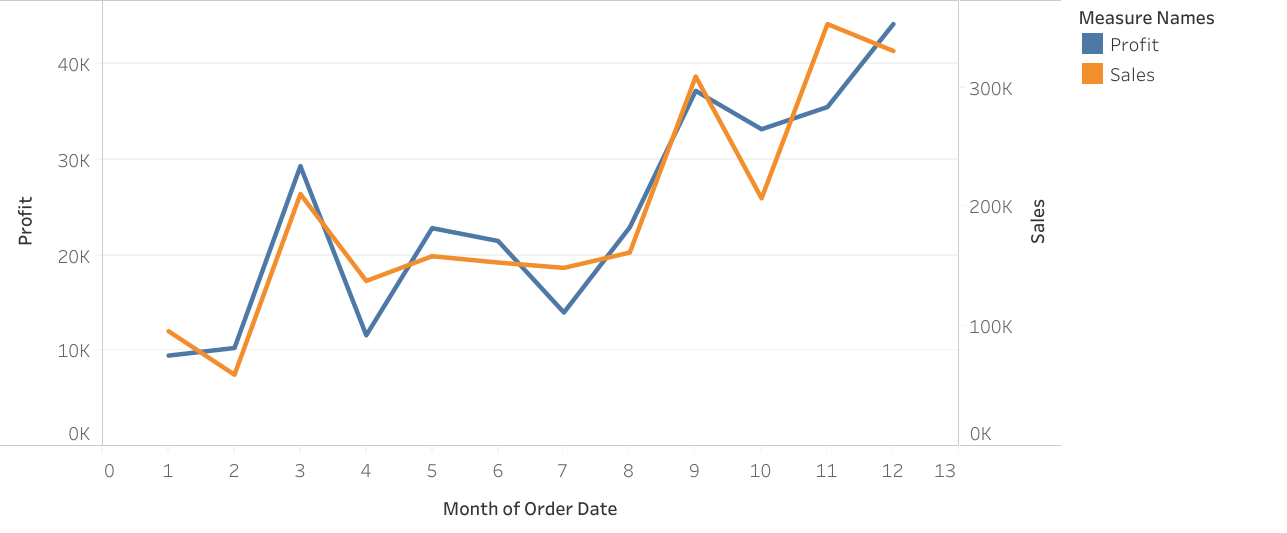 Measure Names
Profit
Sales
40K
30K
20K
10K
0K
Profit
300K
200K
100K
0K
Sales
0 1 2 3 4 5 6 7 8 9 10 11 12 13
Month of Order Date